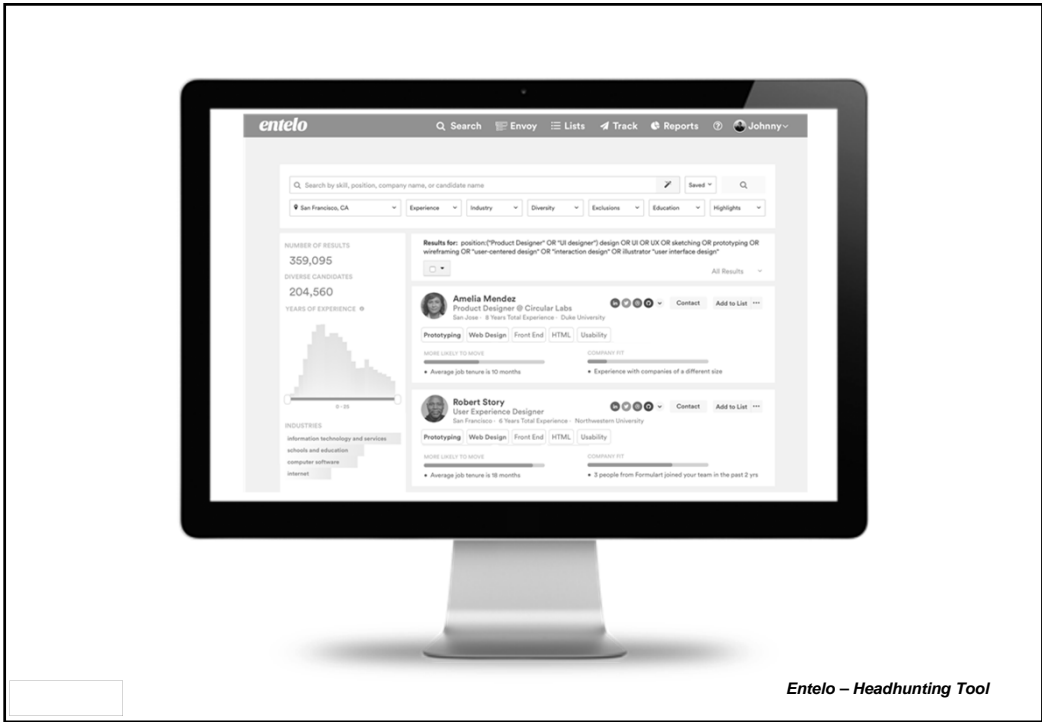 entelo
Search Envoy Lists Track Reports Johnny
Search by skill, position, company name, or candidate name
Saved
San Francisco, CA
Experience
Industry
Diversity
Exclusions
Education
Highlights
NUMBER OF RESULTS
359,095
DIVERSE CANDIDATES
204,560
YEARS OF EXPERIENCE
INDUSTRIES
information technology and services
schools and education
computer software
internet
Results for: position:("Product Designer" OR "UI designer") design OR UI OR UX OR sketching OR prototyping OR
wireframing OR "user-centered design" OR "interaction design" OR illustrator "user interface design"
All Results
Amelia Mendez
Product Designer @ Circular Labs
San Jose · 8 Years Total Experience · Duke University
Contact
Add to List
Prototyping Web Design Front End HTML Usability
MORE LIKELY TO MOVE
• Average job tenure is 10 months
COMPANY FIT
• Experience with companies of a different size
Robert Story
User Experience Designer
San Francisco · 6 Years Total Experience · Northwestern University
Contact
Add to List
Prototyping Web Design Front End HTML Usability
MORE LIKELY TO MOVE
• Average job tenure is 18 months
COMPANY FIT
• 3 people from Formulart joined your team in the past 2 yrs
Entelo – Headhunting Tool